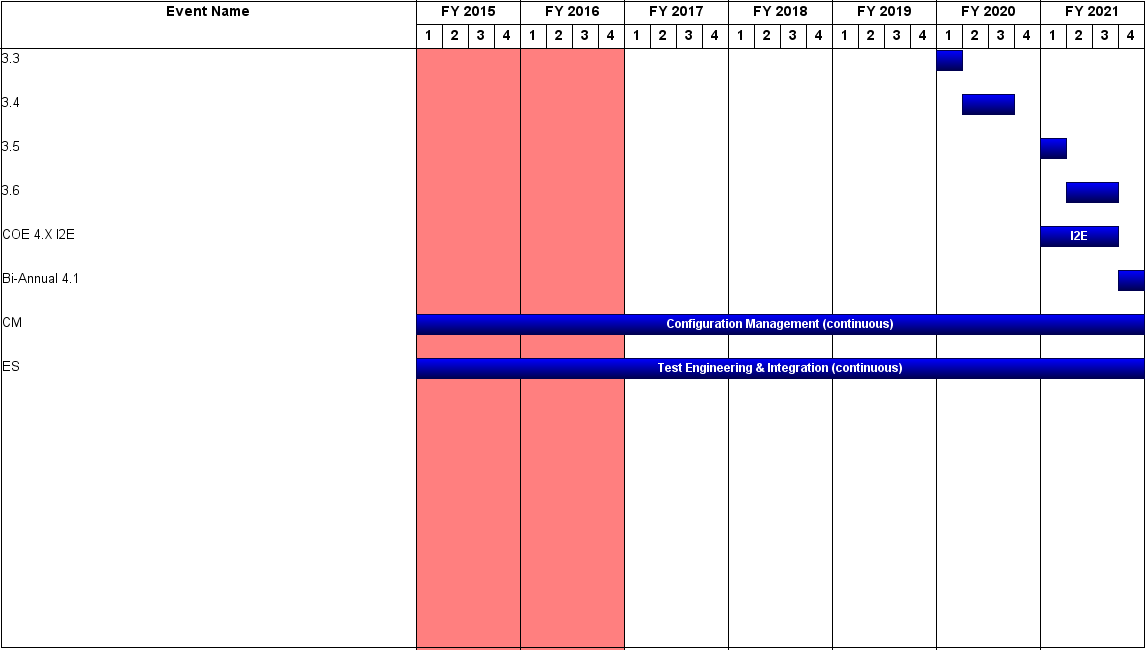 Event Name FY 2015 FY 2016 FY 2017 FY 2018 FY 2019 FY 2020 FY 2021
1 2 3 4 1 2 3 4 1 2 3 4 1 2 3 4 1 2 3 4 1 2 3 4 1 2 3 4
3.3
3.4
3.5
3.6
COE 4.X I2E I2E
Bi-Annual 4.1
CM Configuration Management (continuous)
ES Test Engineering & Integration (continuous)